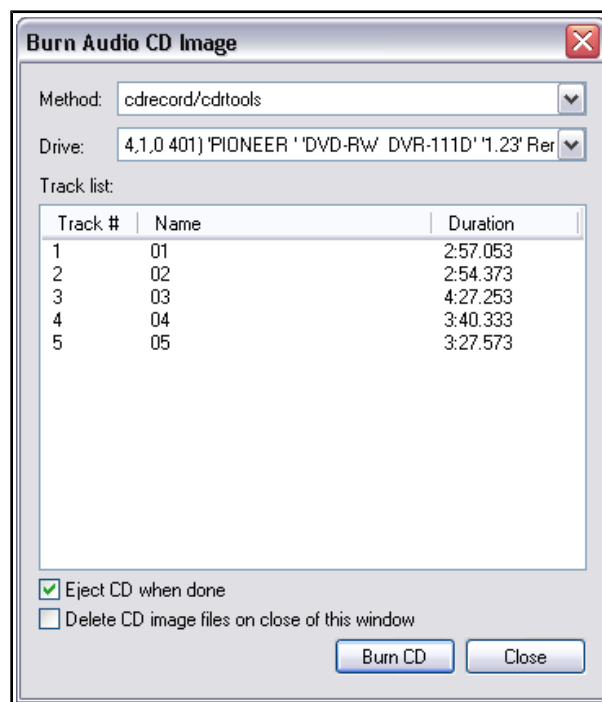 Burn Audio CD Image
Method: cdrecord/cdrtools
Drive: 4,1,0 401) 'PIONEER ' 'DVD-RW  DVR-111D' '1.23' Rer
Track list:
Track # Name Duration
1 01 2:57.053
2 02 2:54.373
3 03 4:27.253
4 04 3:40.333
5 05 3:27.573
Eject CD when done
Delete CD image files on close of this window
Burn CD Close